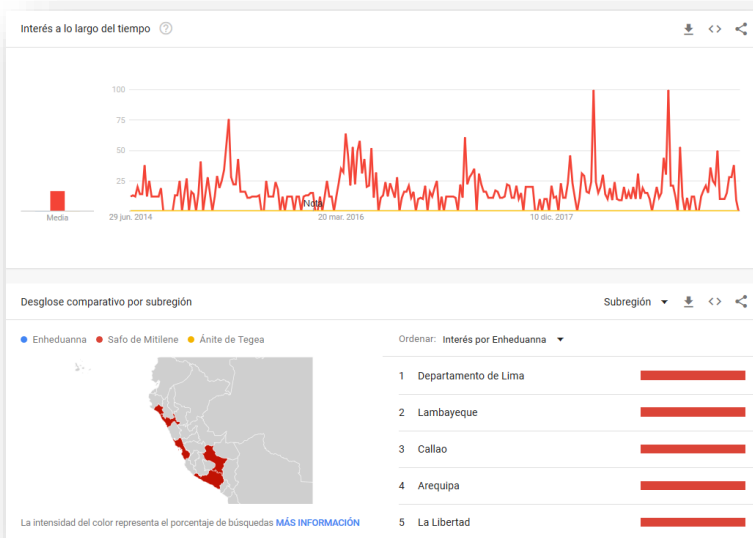 Interés a lo largo del tiempo ?
100
75
50
25
Nota
Media
29 jun. 2014
20 mar. 2016
10 dic. 2017
Desglose comparativo por subregión
Subregión
Enheduanna Safo de Mitilene Ánite de Tegea
Ordenar: Interés por Enheduanna
1 Departamento de Lima
2 Lambayeque
3 Callao
4 Arequipa
5 La Libertad
La intensidad del color representa el porcentaje de búsquedas MÁS INFORMACIÓN